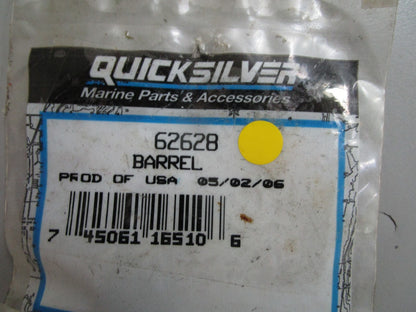 QUICKSILVER
Marine Parts & Accessories
62628
BARREL
PROD OF USA 05/02/06
7 45061 16510 6